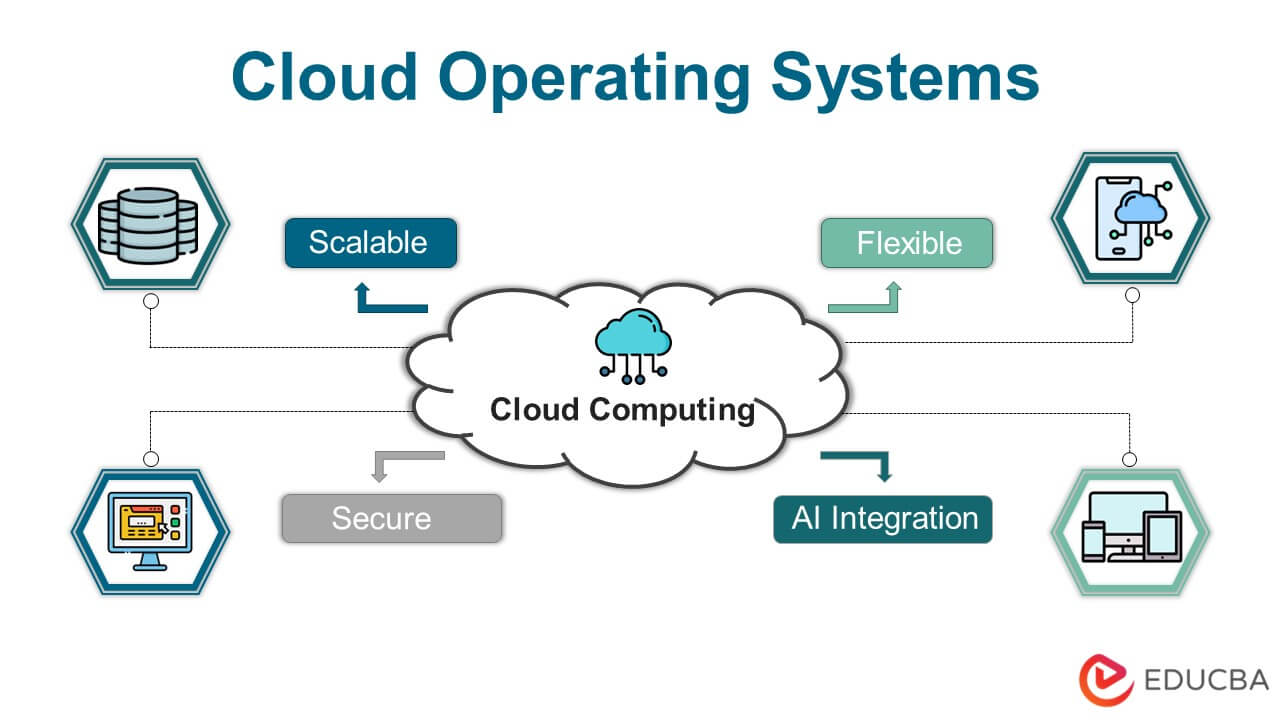 Cloud Operating Systems
Scalable
Flexible
Cloud Computing
Secure
AI Integration
EDUCBA